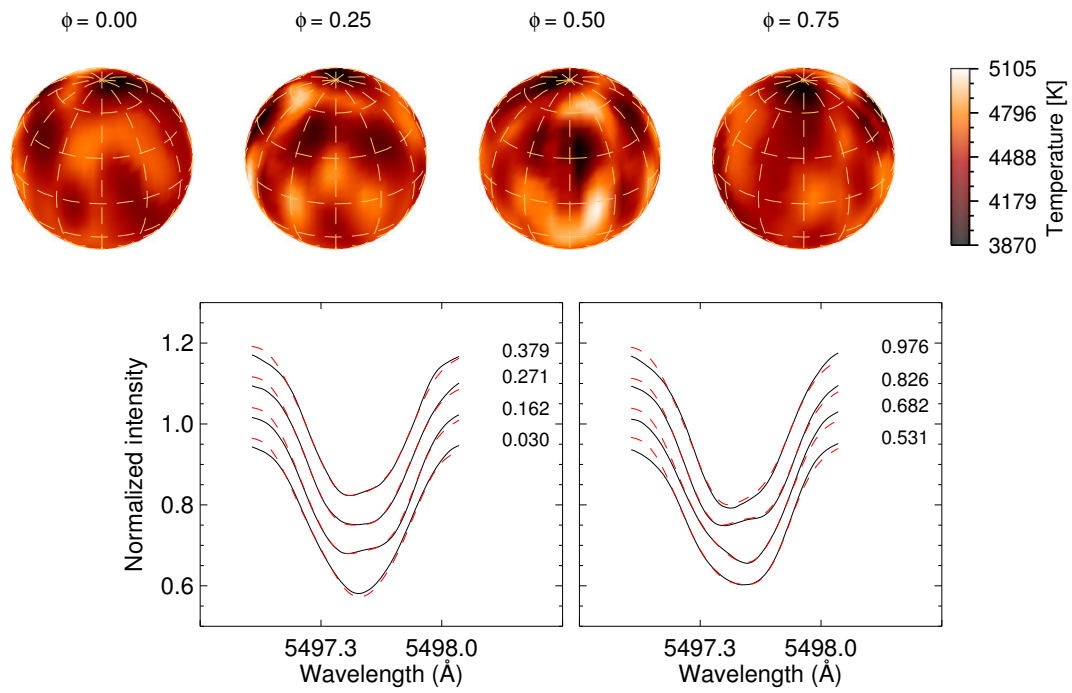 ϕ = 0.00
ϕ = 0.25
ϕ = 0.50
ϕ = 0.75
5105
4796
4488
4179
3870
Temperature [K]
Normalized intensity
1.2
1.0
0.8
0.6
0.379
0.271
0.162
0.030
5497.3
5498.0
Wavelength (Å)
0.976
0.826
0.682
0.531
5497.3
5498.0
Wavelength (Å)